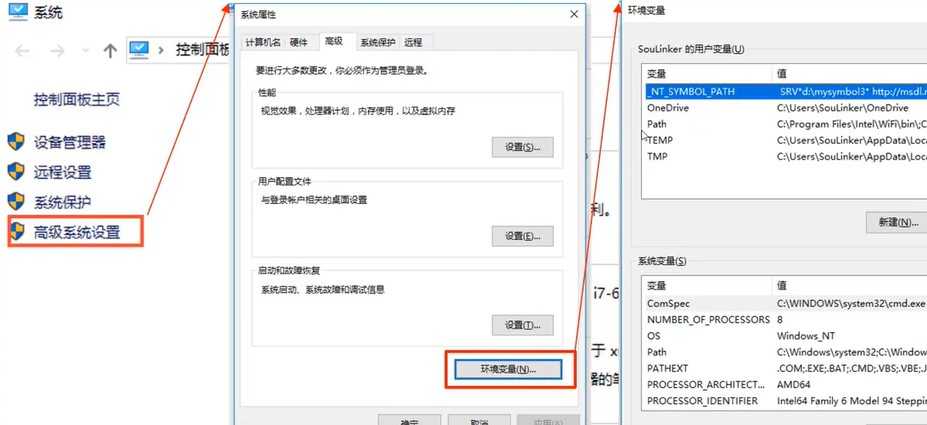 系统
控制面板
控制面板主页
设备管理器
远程设置
系统保护
高级系统设置
系统属性
计算机名 硬件 高级 系统保护 远程
要进行大多数更改，你必须作为管理员登录。
性能
视觉效果，处理器计划，内存使用，以及虚拟内存
设置(S)...
用户配置文件
与登录帐户相关的桌面设置
设置(E)...
启动和故障恢复
系统启动、系统故障和调试信息
设置(T)...
环境变量(N)...
确定 取消 应用(A)
利。
i7-6
于 x
器的笔
环境变量
SouLinker 的用户变量(U)
变量 值
_NT_SYMBOL_PATH SRV*d:\mysymbol3* http://msdl.
OneDrive C:\Users\SouLinker\OneDrive
Path C:\Program Files\Intel\WiFi\bin\;C
TEMP C:\Users\SouLinker\AppData\Loca
TMP C:\Users\SouLinker\AppData\Loca
新建(N)...
系统变量(S)
变量 值
ComSpec C:\WINDOWS\system32\cmd.exe
NUMBER_OF_PROCESSORS 8
OS Windows_NT
Path C:\Windows\system32;C:\Window
PATHEXT .COM;.EXE;.BAT;.CMD;.VBS;.VBE;.
PROCESSOR_ARCHITECT... AMD64
PROCESSOR_IDENTIFIER Intel64 Family 6 Model 94 Steppin